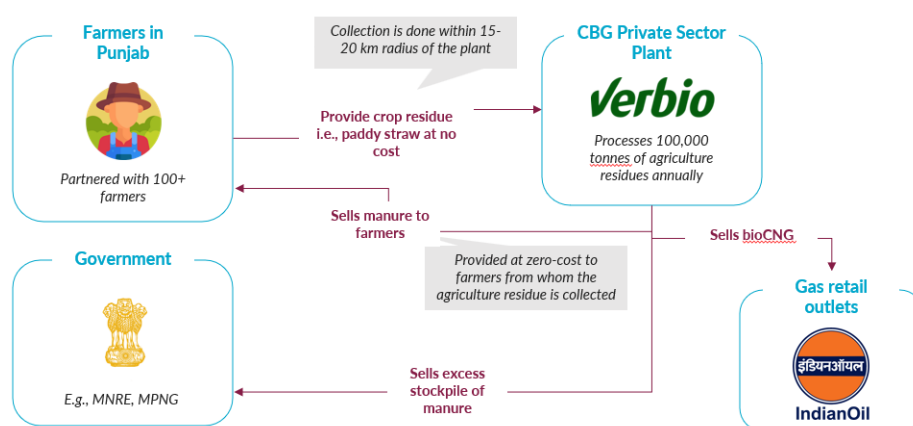 Farmers in
Punjab
Partnered with 100+
farmers
Collection is done within 15-
20 km radius of the plant
Provide crop residue
i.e., paddy straw at no
cost
CBG Private Sector
Plant
verbio
Processes 100,000
tonnes of agriculture
residues annually
Sells manure to
farmers
Provided at zero-cost to
farmers from whom the
agriculture residue is collected
Sells bioCNG
Government
E.g., MNRE, MPNG
Sells excess
stockpile of
manure
Gas retail
outlets
इंडियनऑयल
IndianOil